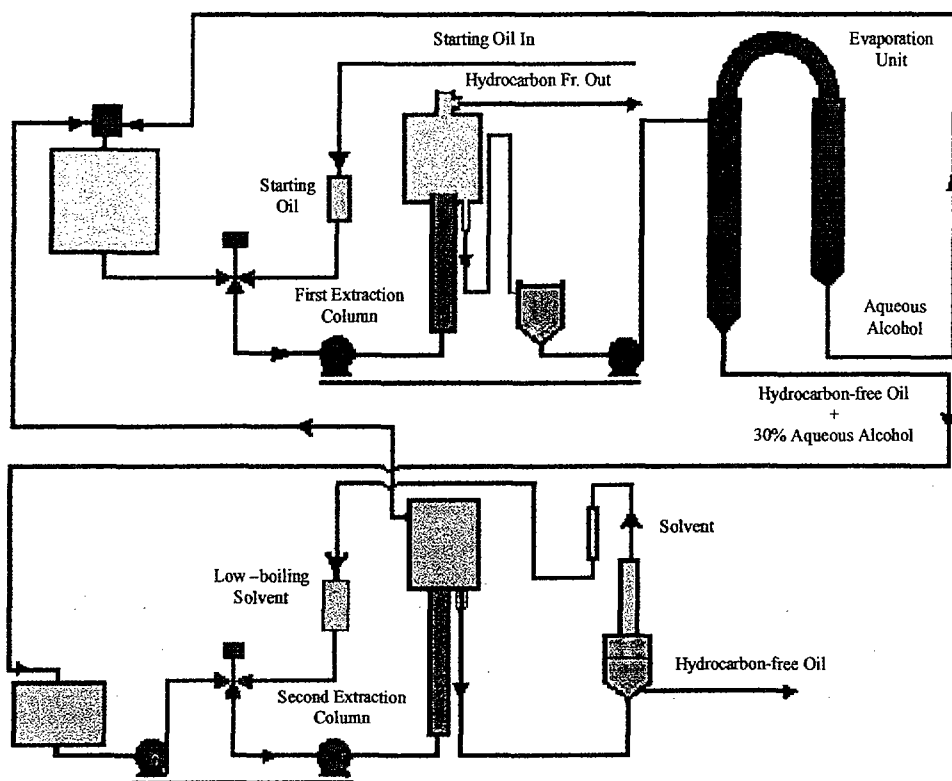 Starting Oil In
Evaporation
Unit
Hydrocarbon Fr. Out
Starting
Oil
First Extraction
Column
Aqueous
Alcohol
Hydrocarbon-free Oil
+
30% Aqueous Alcohol
Solvent
Low –boiling
Solvent
Hydrocarbon-free Oil
Second Extraction
Column